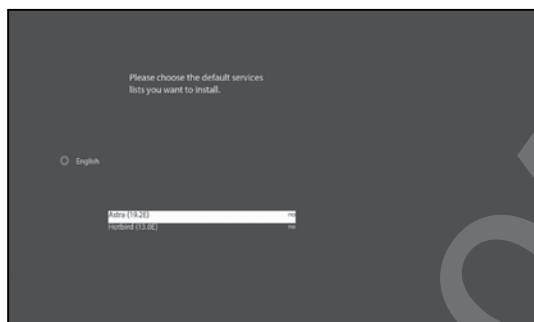 Please choose the default services
lists you want to install.
English
Astra (19.2E) no
Hotbird (13.0E) no